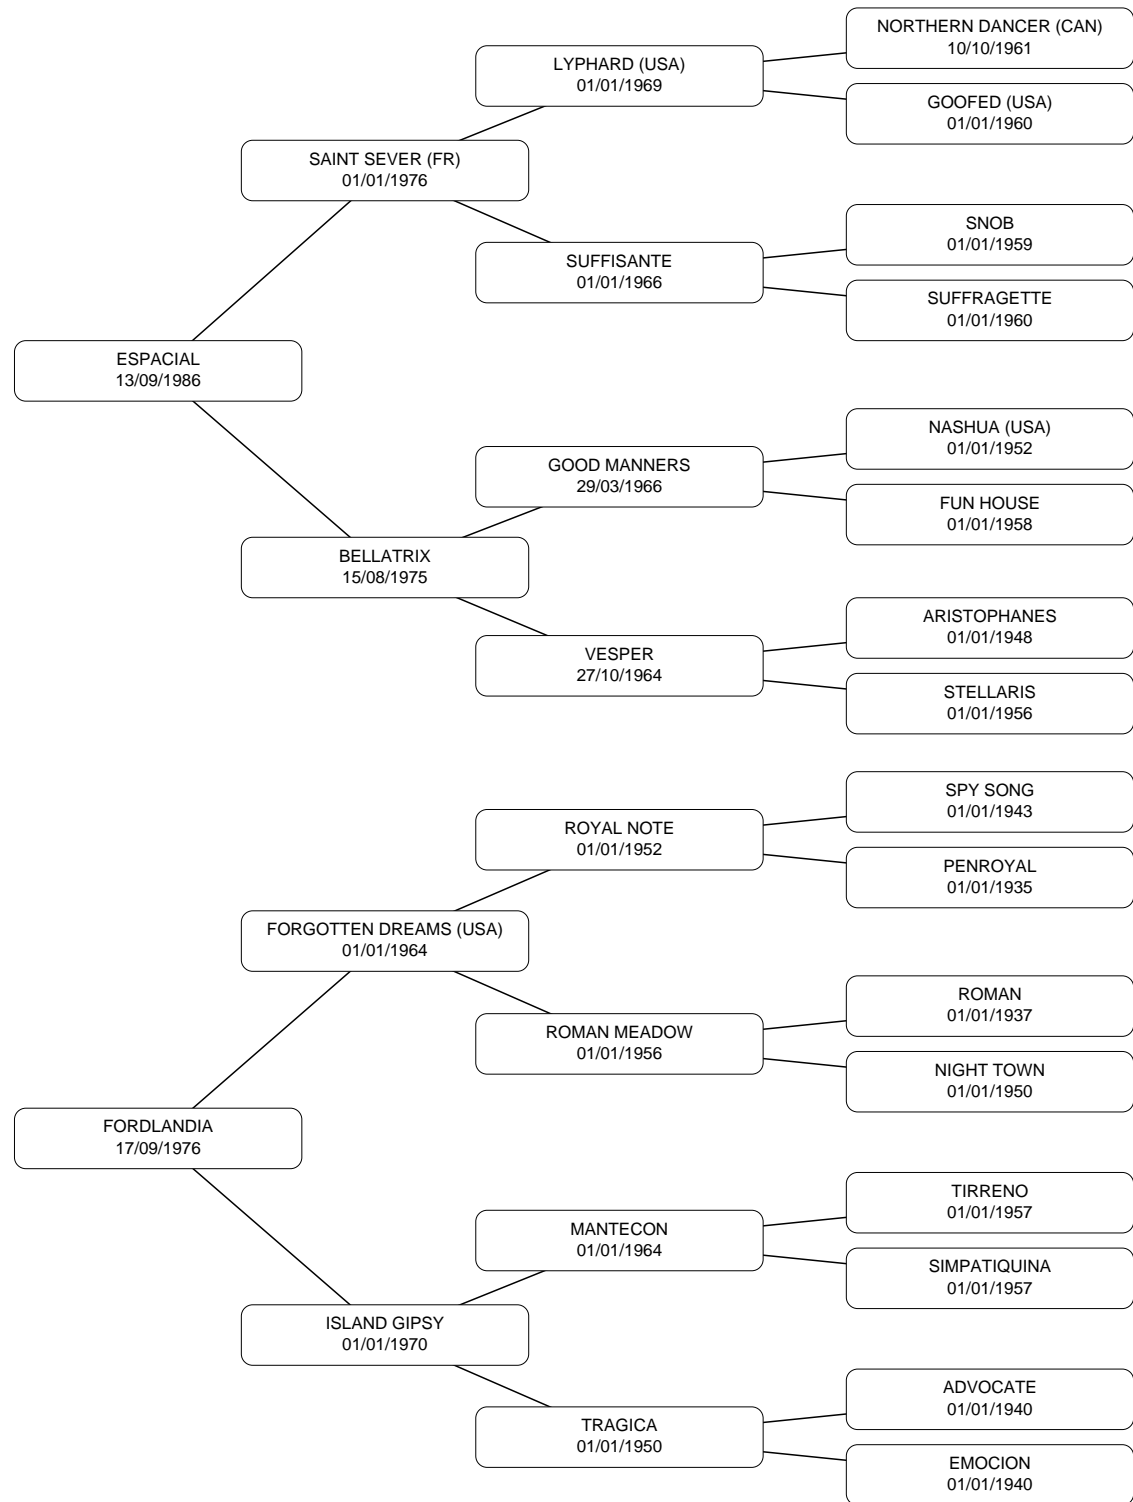 NORTHERN DANCER (CAN)
10/10/1961
LYPHARD (USA)
01/01/1969
GOOFED (USA)
01/01/1960
SAINT SEVER (FR)
01/01/1976
SNOB
01/01/1959
SUFFISANTE
01/01/1966
SUFFRAGETTE
01/01/1960
ESPACIAL
13/09/1986
NASHUA (USA)
01/01/1952
GOOD MANNERS
29/03/1966
FUN HOUSE
01/01/1958
BELLATRIX
15/08/1975
ARISTOPHANES
01/01/1948
VESPER
27/10/1964
STELLARIS
01/01/1956
SPY SONG
01/01/1943
ROYAL NOTE
01/01/1952
PENROYAL
01/01/1935
FORGOTTEN DREAMS (USA)
01/01/1964
ROMAN
01/01/1937
ROMAN MEADOW
01/01/1956
NIGHT TOWN
01/01/1950
FORDLANDIA
17/09/1976
TIRRENO
01/01/1957
MANTECON
01/01/1964
SIMPATIQUINA
01/01/1957
ISLAND GIPSY
01/01/1970
ADVOCATE
01/01/1940
TRAGICA
01/01/1950
EMOCION
01/01/1940